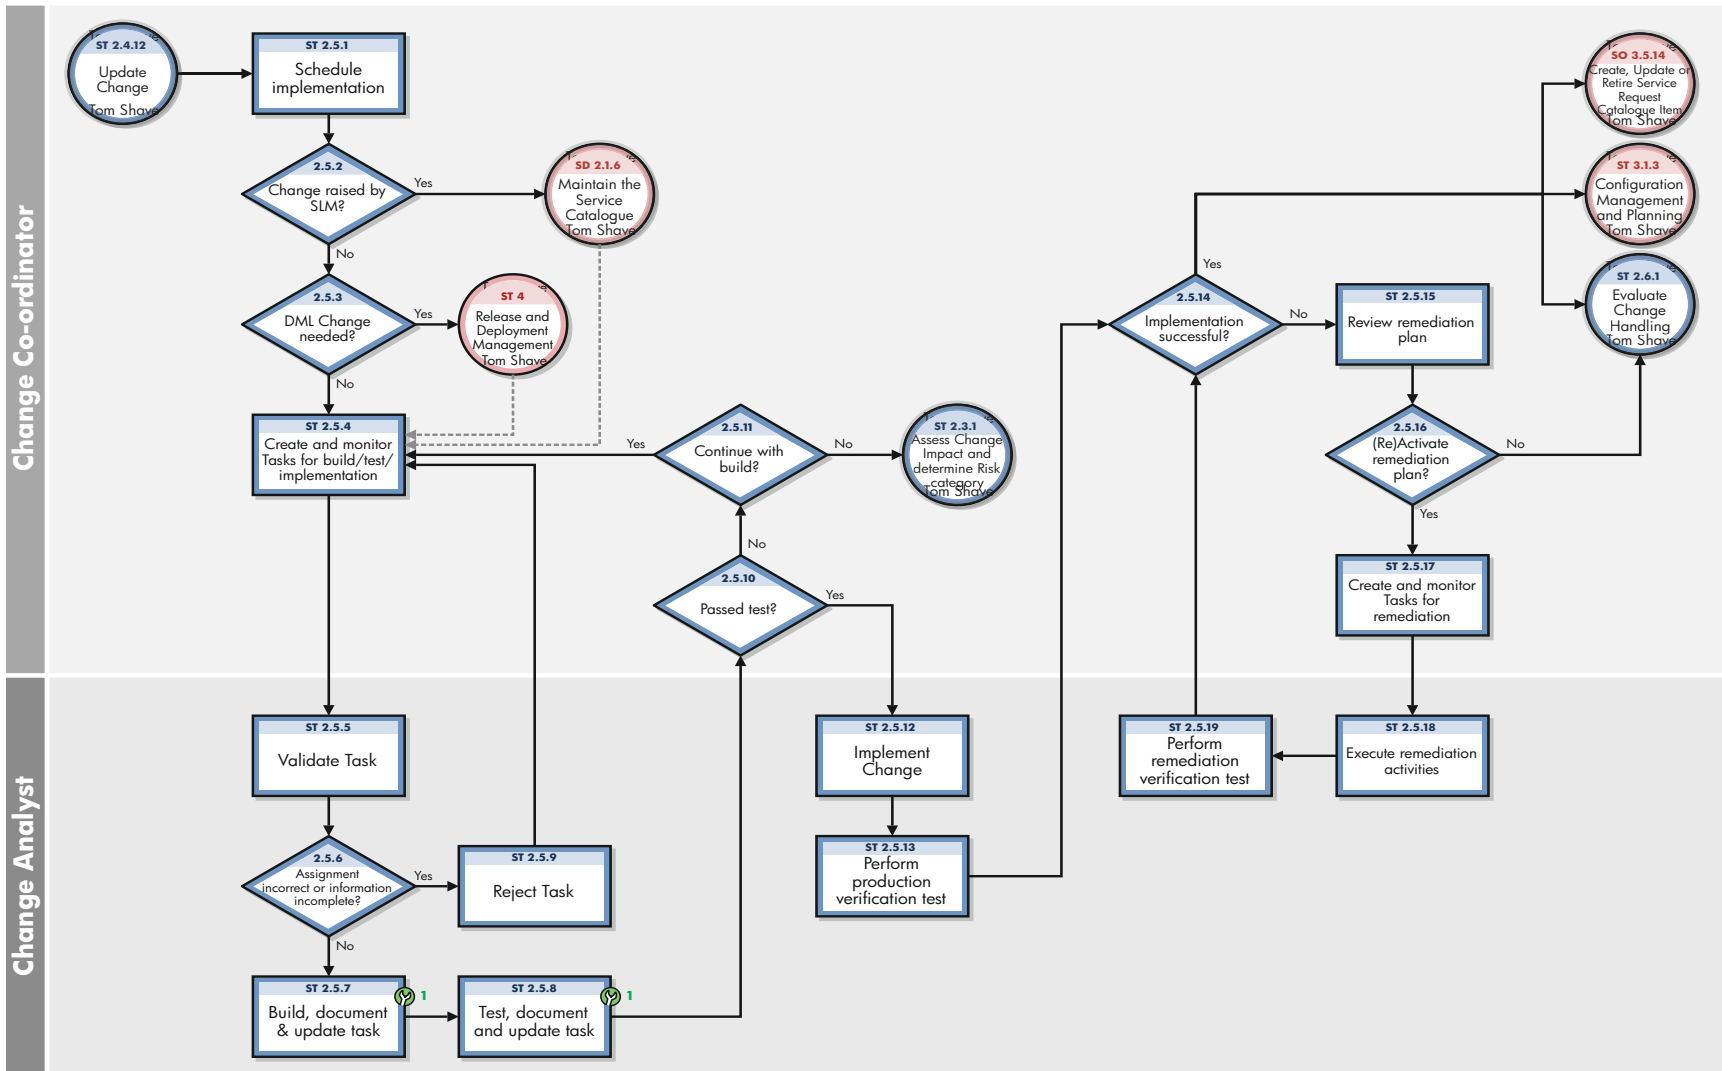 Change Co-ordinator
ST 2.4.12
Update
Change
Tom Shave
ST 2.5.1
Schedule
implementation
2.5.2
Change raised by
SLM?
Yes
No
SD 2.1.6
Maintain the
Service
Catalogue
Tom Shave
2.5.3
DML Change
needed?
Yes
No
ST 4
Release and
Deployment
Management
Tom Shave
ST 2.5.4
Create and monitor
Tasks for build/test/
implementation
2.5.11
Continue with
build?
Yes
No
ST 2.3.1
Assess Change
Impact and
determine Risk
category
Tom Shave
2.5.10
Passed test?
No
Yes
2.5.14
Implementation
successful?
Yes
No
SO 3.5.14
Create, Update or
Retire Service
Request
Catalogue Item
Tom Shave
ST 3.1.3
Configuration
Management
and Planning
Tom Shave
ST 2.6.1
Evaluate
Change
Handling
Tom Shave
ST 2.5.15
Review remediation
plan
2.5.16
(Re)Activate
remediation
plan?
No
Yes
ST 2.5.17
Create and monitor
Tasks for
remediation
Change Analyst
ST 2.5.5
Validate Task
2.5.6
Assignment
incorrect or information
incomplete?
Yes
No
ST 2.5.9
Reject Task
ST 2.5.7
Build, document
& update task
1
ST 2.5.8
Test, document
and update task
1
ST 2.5.12
Implement
Change
ST 2.5.13
Perform
production
verification test
ST 2.5.19
Perform
remediation
verification test
ST 2.5.18
Execute remediation
activities